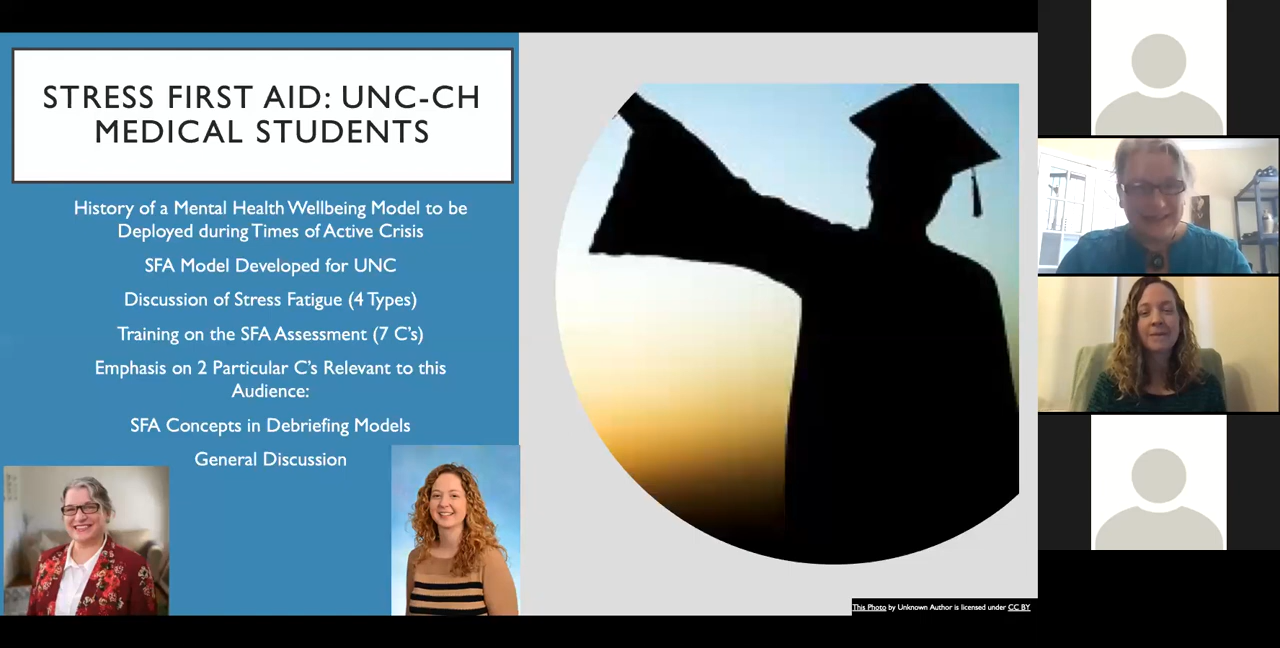 STRESS FIRST AID: UNC-CH
MEDICAL STUDENTS
History of a Mental Health Wellbeing Model to be
Deployed during Times of Active Crisis
SFA Model Developed for UNC
Discussion of Stress Fatigue (4 Types)
Training on the SFA Assessment (7 C's)
Emphasis on 2 Particular C's Relevant to this
Audience:
SFA Concepts in Debriefing Models
General Discussion
This Photo by Unknown Author is licensed under CC BY